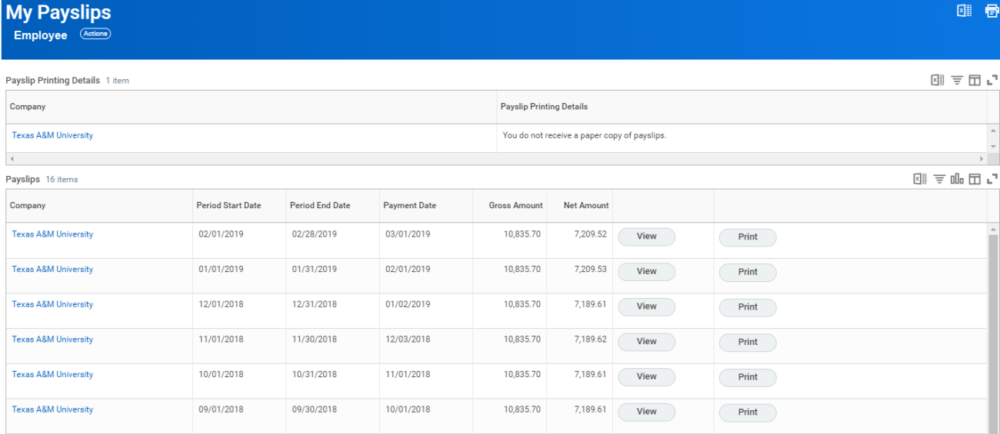 My Payslips
Employee Actions
Payslip Printing Details 1 item
Company Payslip Printing Details
Texas A&M University You do not receive a paper copy of payslips.
Payslips 16 items
Company Period Start Date Period End Date Payment Date Gross Amount Net Amount
Texas A&M University 02/01/2019 02/28/2019 03/01/2019 10,835.70 7,209.52 View Print
Texas A&M University 01/01/2019 01/31/2019 02/01/2019 10,835.70 7,209.53 View Print
Texas A&M University 12/01/2018 12/31/2018 01/02/2019 10,835.70 7,189.61 View Print
Texas A&M University 11/01/2018 11/30/2018 12/03/2018 10,835.70 7,189.62 View Print
Texas A&M University 10/01/2018 10/31/2018 11/01/2018 10,835.70 7,189.61 View Print
Texas A&M University 09/01/2018 09/30/2018 10/01/2018 10,835.70 7,189.61 View Print